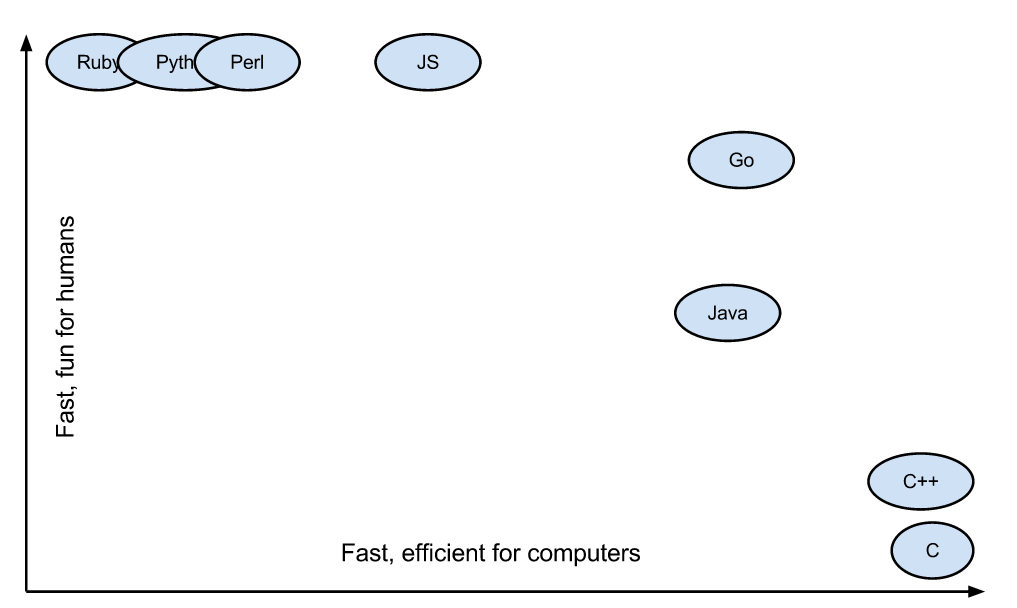 Ruby
Pyth
Perl
JS
Go
Java
C++
C
Fast, fun for humans
Fast, efficient for computers